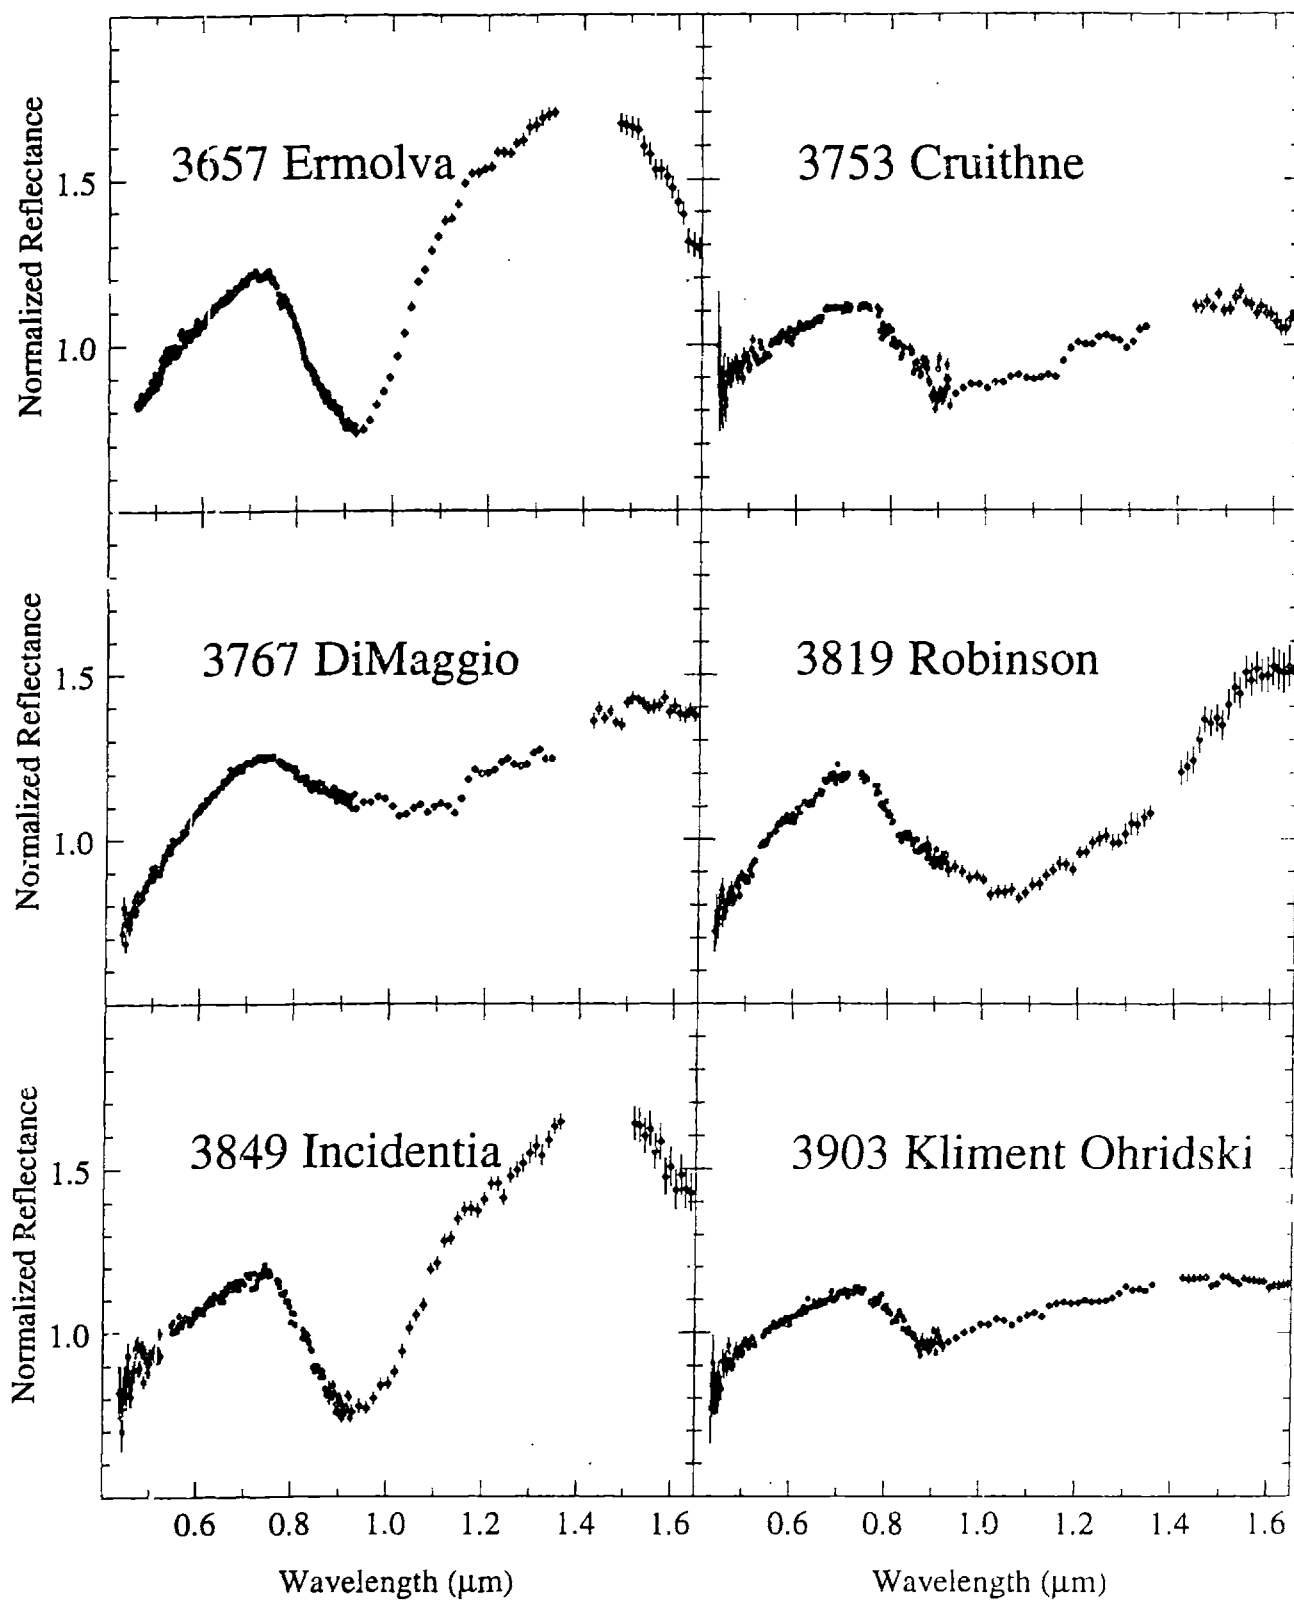 3657 Ermolva
3753 Cruithne
Normalized Reflectance
1.5
1.0
3767 DiMaggio
3819 Robinson
Normalized Reflectance
1.5
1.0
3849 Incidentia
3903 Kliment Ohridski
Normalized Reflectance
1.5
1.0
0.6 0.8 1.0 1.2 1.4 1.6
0.6 0.8 1.0 1.2 1.4 1.6
Wavelength (μm)
Wavelength (μm)